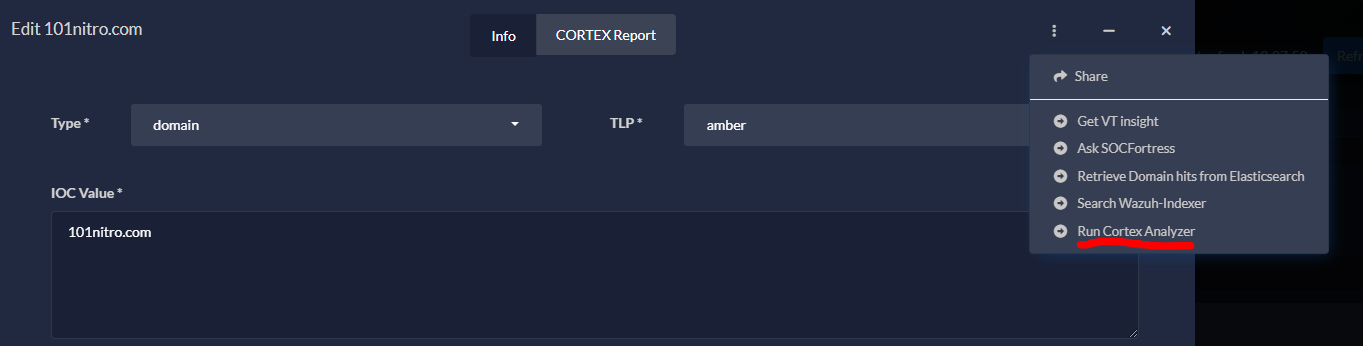 Edit 101nitro.com
Info
CORTEX Report
Share
Type *
domain
TLP *
amber
Get VT insight
Ask SOCFortress
Retrieve Domain hits from Elasticsearch
Search Wazuh-Indexer
Run Cortex Analyzer
IOC Value *
101nitro.com